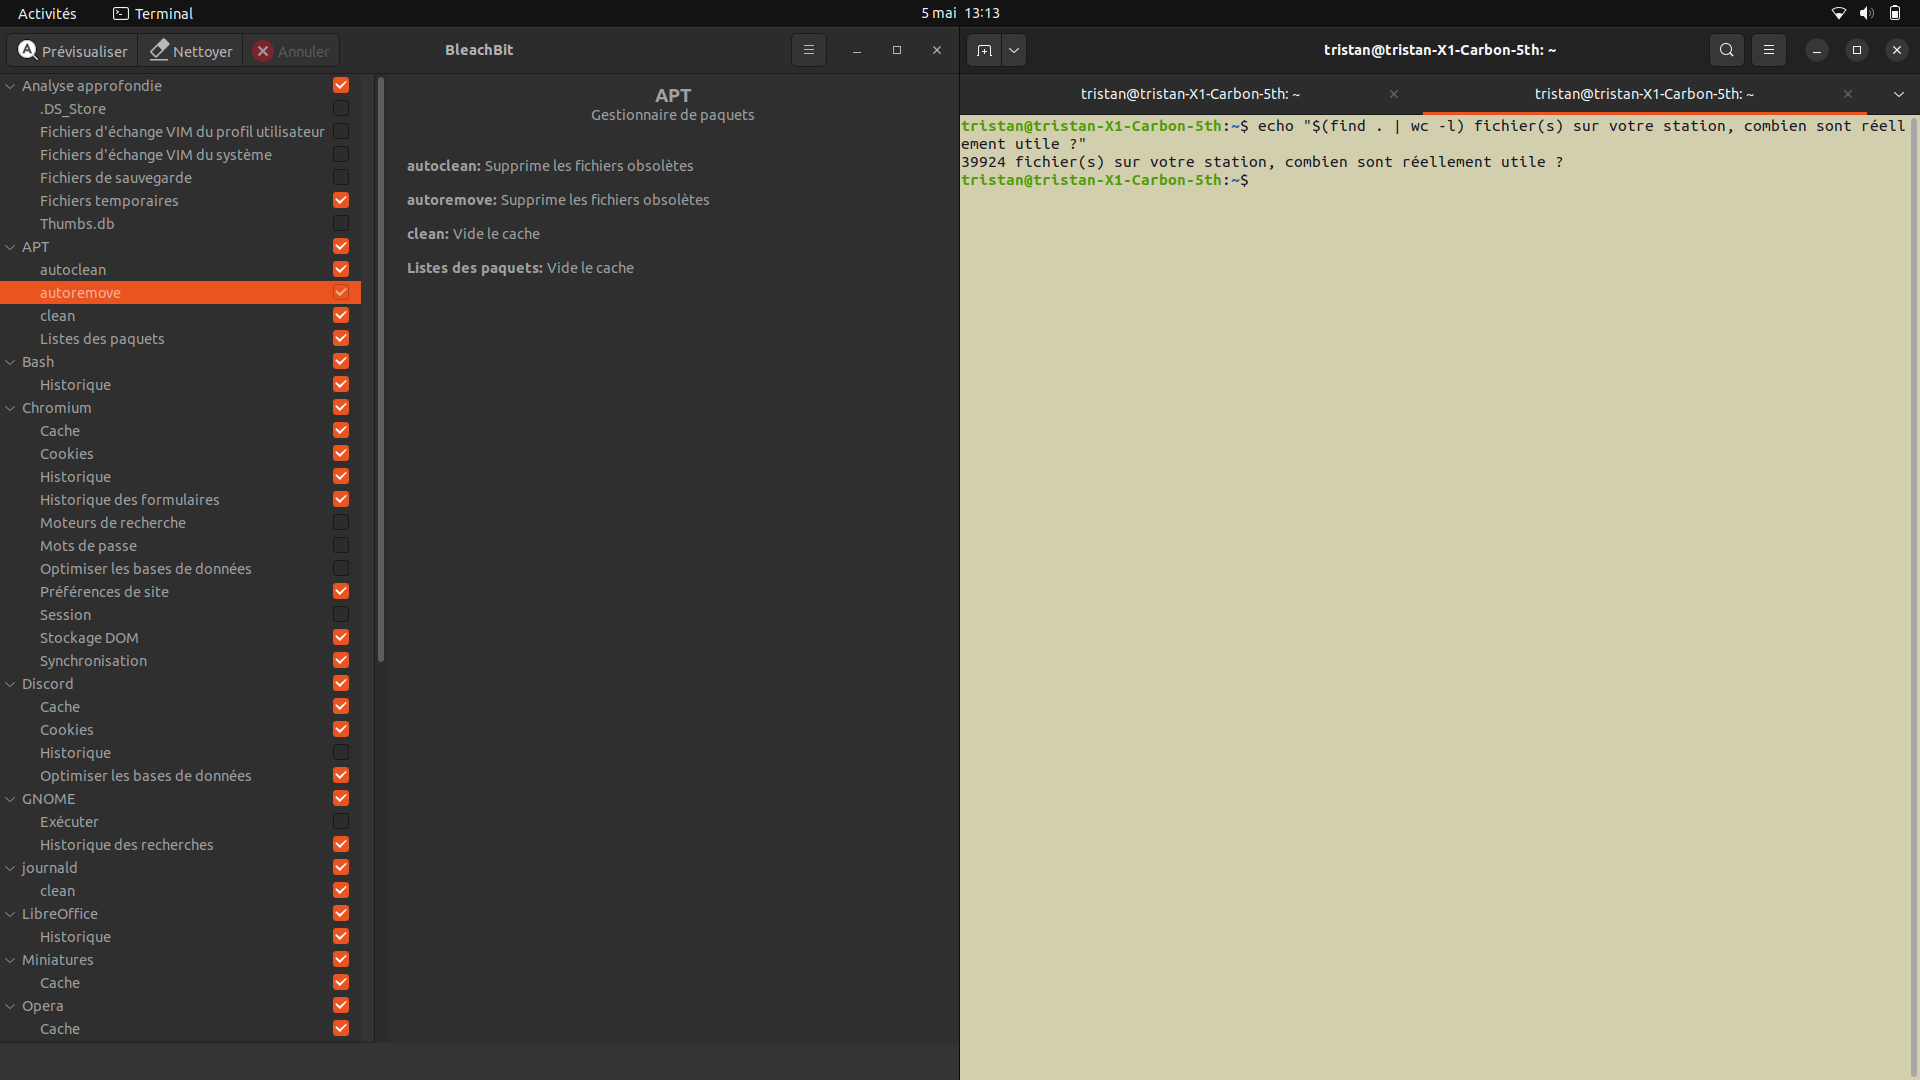 Activités
Terminal
5 mai 13:13
Prévisualiser
Nettoyer
Annuler
BleachBit
Analyse approfondie
.DS_Store
Fichiers d'échange VIM du profil utilisateur
Fichiers d'échange VIM du système
Fichiers de sauvegarde
Fichiers temporaires
Thumbs.db
APT
autoclean
autoremove
clean
Listes des paquets
Bash
Historique
Chromium
Cache
Cookies
Historique
Historique des formulaires
Moteurs de recherche
Mots de passe
Optimiser les bases de données
Préférences de site
Session
Stockage DOM
Synchronisation
Discord
Cache
Cookies
Historique
Optimiser les bases de données
GNOME
Exécuter
Historique des recherches
journald
clean
LibreOffice
Historique
Miniatures
Cache
Opera
Cache
APT
Gestionnaire de paquets
autoclean: Supprime les fichiers obsolètes
autoremove: Supprime les fichiers obsolètes
clean: Vide le cache
Listes des paquets: Vide le cache
tristan@tristan-X1-Carbon-5th: ~
tristan@tristan-X1-Carbon-5th: ~
tristan@tristan-X1-Carbon-5th: ~
tristan@tristan-X1-Carbon-5th:~$ echo "$(find . | wc -l) fichier(s) sur votre station, combien sont réell
ement utile ?"
39924 fichier(s) sur votre station, combien sont réellement utile ?
tristan@tristan-X1-Carbon-5th:~$